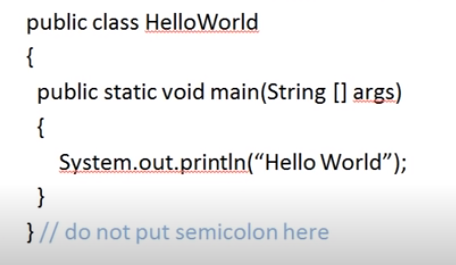 public class HelloWorld
{
public static void main(String [] args)
{
System.out.println(“Hello World”);
}
} // do not put semicolon here